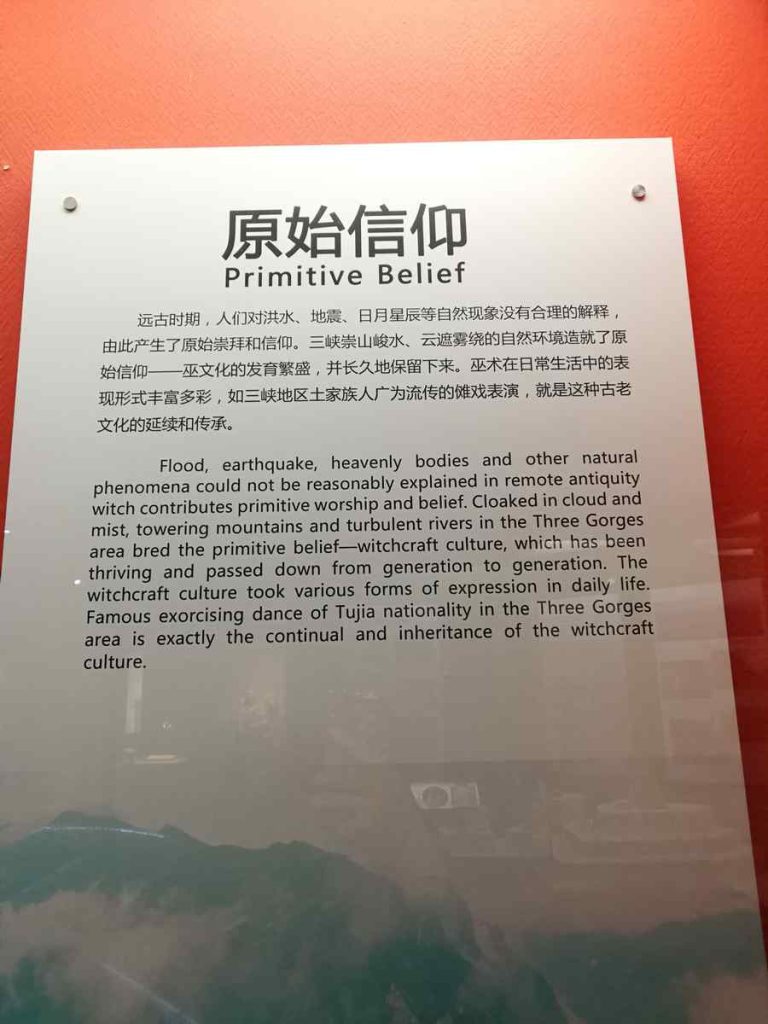 原始信仰
Primitive Belief
远古时期，人们对洪水、地震、日月星辰等自然现象没有合理的解释，
由此产生了原始崇拜和信仰。三峡崇山峻水、云遮雾绕的自然环境造就了原
始信仰——巫文化的发育繁盛，并长久地保留下来。巫术在日常生活中的表
现形式丰富多彩，如三峡地区土家族人广为流传的傩戏表演，就是这种古老
文化的延续和传承。
Flood, earthquake, heavenly bodies and other natural
phenomena could not be reasonably explained in remote antiquity
witch contributes primitive worship and belief. Cloaked in cloud and
mist, towering mountains and turbulent rivers in the Three Gorges
area bred the primitive belief—witchcraft culture, which has been
thriving and passed down from generation to generation. The
witchcraft culture took various forms of expression in daily life.
Famous exorcising dance of Tujia nationality in the Three Gorges
area is exactly the continual and inheritance of the witchcraft
culture.